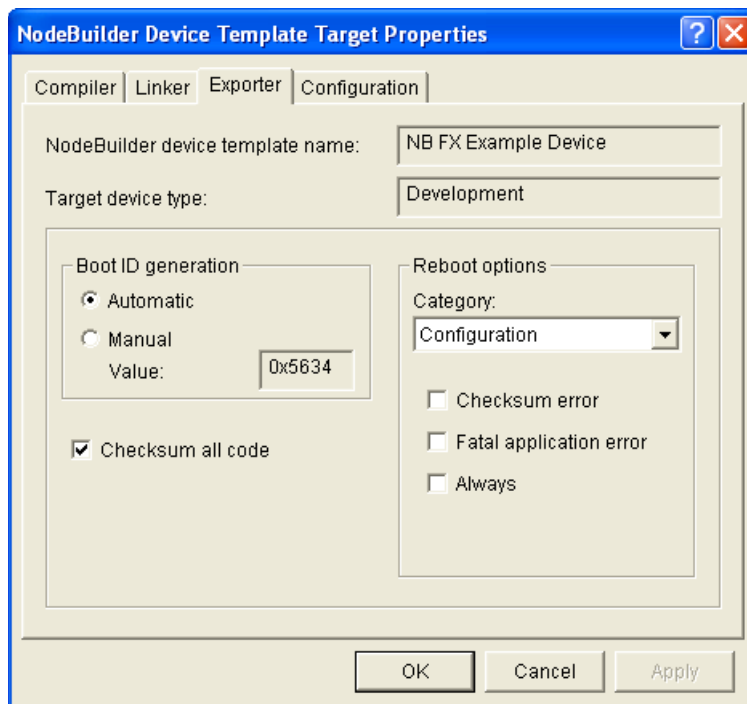 NodeBuilder Device Template Target Properties
Compiler Linker Exporter Configuration
NodeBuilder device template name: NB FX Example Device
Target device type: Development
Boot ID generation
Automatic
Manual
Value: 0x5634
Checksum all code
Reboot options
Category:
Configuration
Checksum error
Fatal application error
Always
OK Cancel Apply